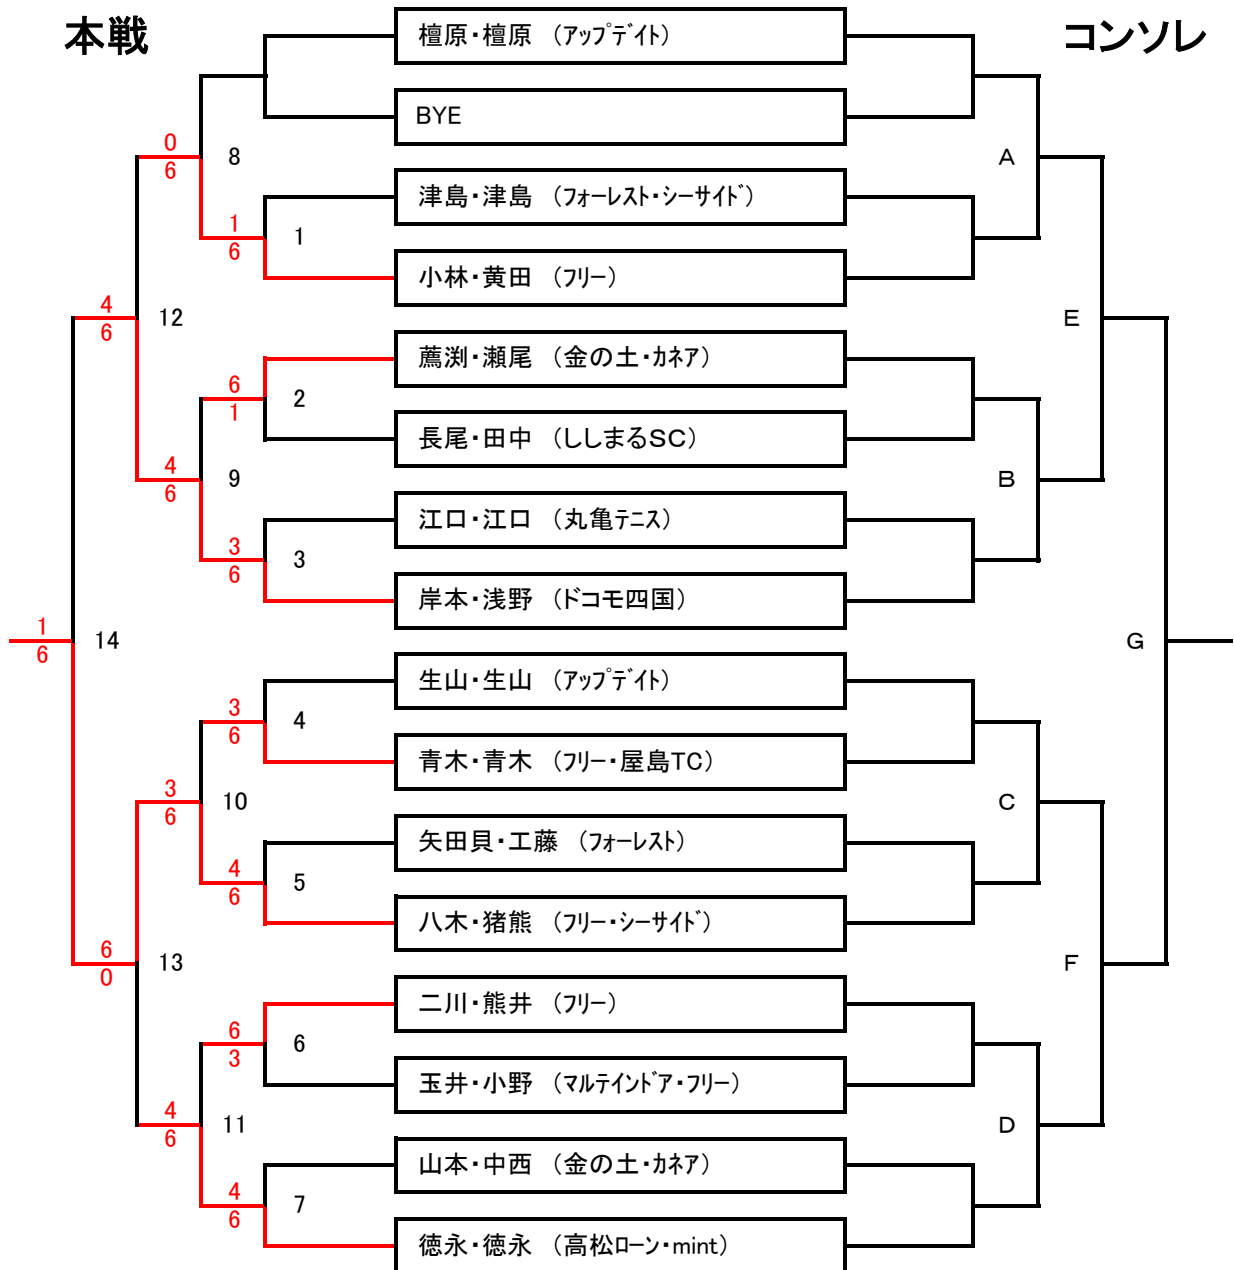 本戦
コンソレ
檀原・檀原　（ｱｯﾌﾟﾃﾞｲﾄ）
BYE
0
6
8
A
津島・津島　（ﾌｫｰﾚｽﾄ・ｼｰｻｲﾄﾞ）
1
6
1
小林・黄田　（ﾌﾘｰ）
4
6
12
E
薦渕・瀬尾　（金の土・ｶﾈｱ）
6
1
2
長尾・田中　（ししまるSC）
4
6
9
B
江口・江口　（丸亀ﾃﾆｽ）
3
6
3
岸本・浅野　（ドコモ四国）
1
6
14
G
生山・生山　（ｱｯﾌﾟﾃﾞｲﾄ）
3
6
4
青木・青木　（ﾌﾘｰ・屋島TC）
3
6
10
C
矢田貝・工藤　（ﾌｫｰﾚｽﾄ）
4
6
5
八木・猪熊　（ﾌﾘｰ・ｼｰｻｲﾄﾞ）
6
0
13
F
二川・熊井　（ﾌﾘｰ）
6
3
6
玉井・小野　（ﾏﾙﾃｲﾝﾄﾞｱ・ﾌﾘｰ）
4
6
11
D
山本・中西　（金の土・ｶﾈｱ）
4
6
7
徳永・徳永　（高松ﾛｰﾝ・mint）